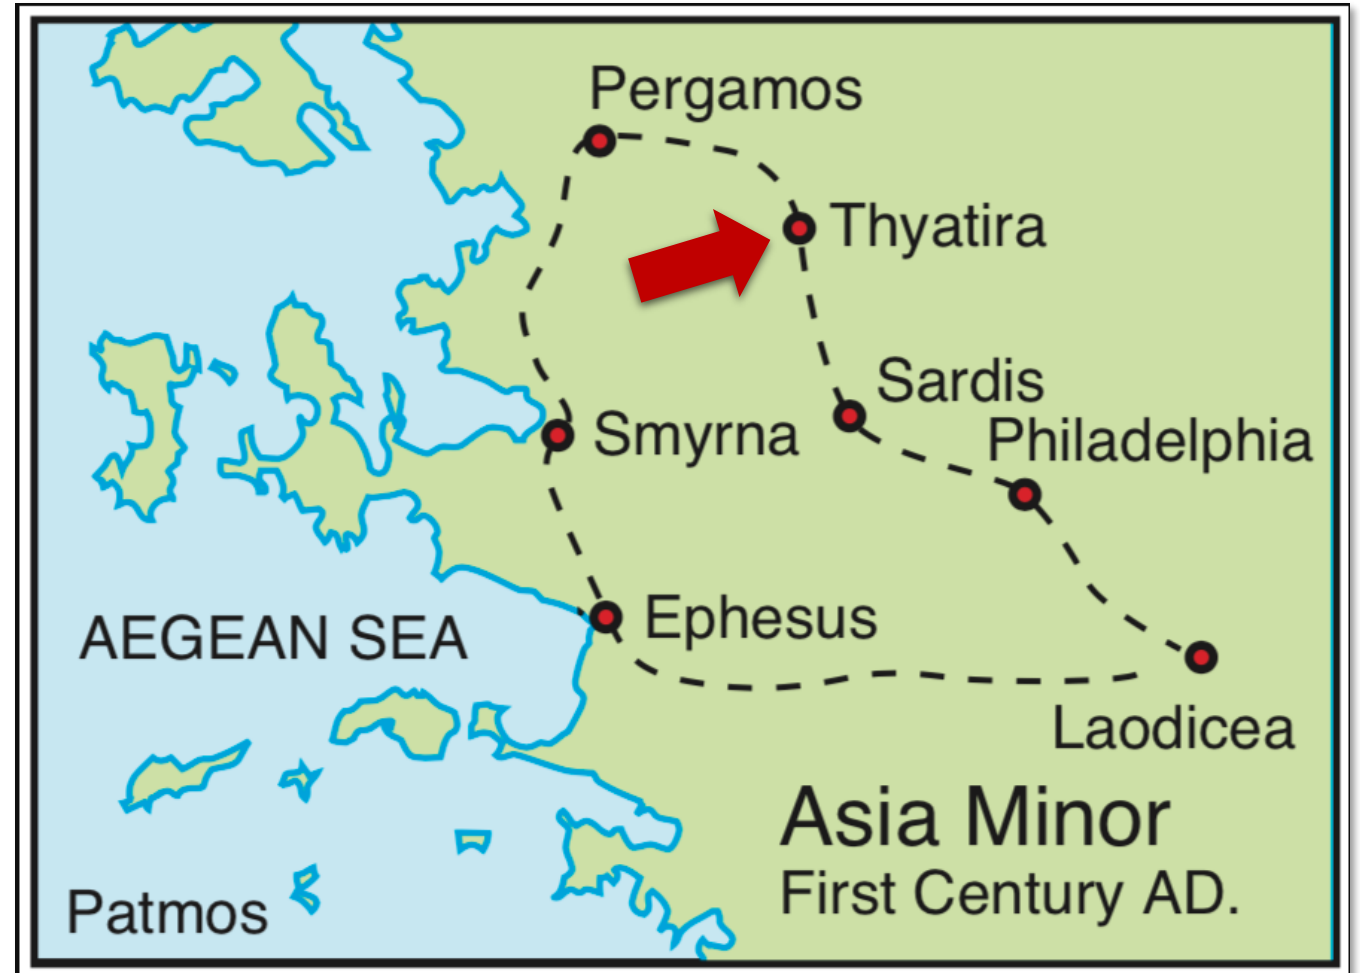 Pergamos
Thyatira
Sardis
Philadelphia
Smyrna
Ephesus
AEGEAN SEA
Laodicea
Asia Minor
First Century AD.
Patmos